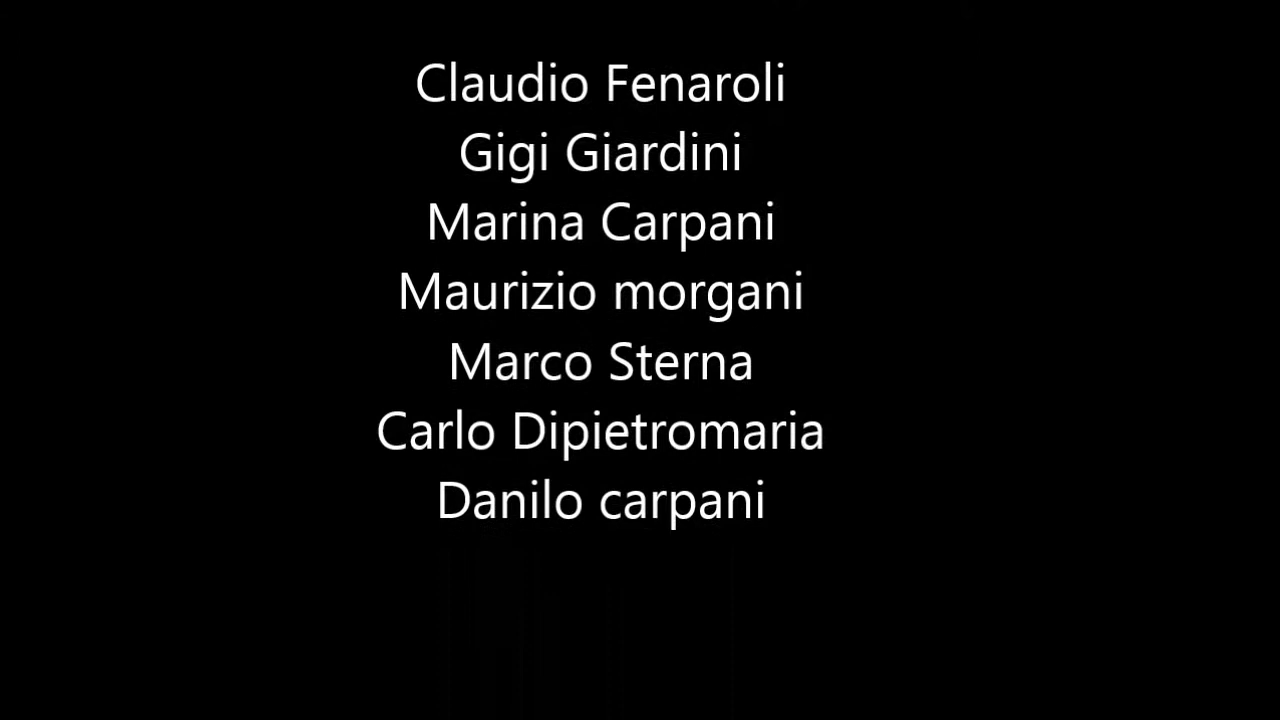 Claudio Fenaroli
Gigi Giardini
Marina Carpani
Maurizio morgani
Marco Sterna
Carlo Dipietromaria
Danilo carpani